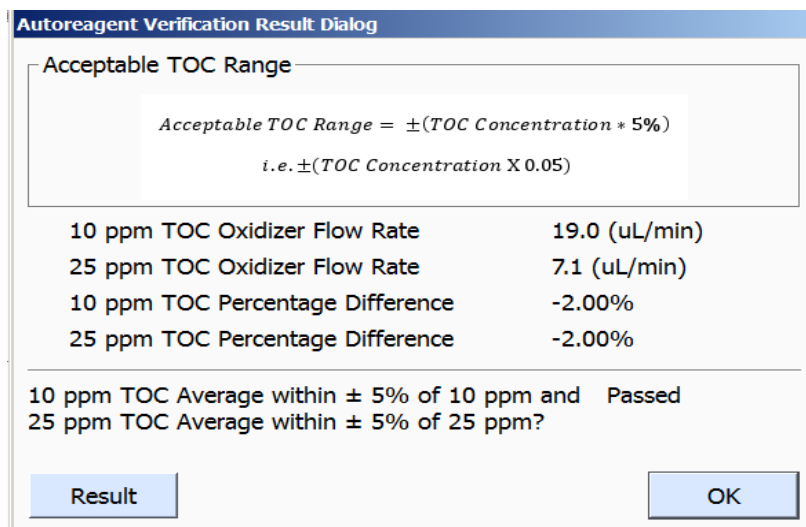 Autoreagent Verification Result Dialog
Acceptable TOC Range
Acceptable TOC Range = ±(TOC Concentration * 5%)
i.e.±(TOC Concentration X 0.05)
10 ppm TOC Oxidizer Flow Rate 19.0 (uL/min)
25 ppm TOC Oxidizer Flow Rate 7.1 (uL/min)
10 ppm TOC Percentage Difference -2.00%
25 ppm TOC Percentage Difference -2.00%
10 ppm TOC Average within ± 5% of 10 ppm and Passed
25 ppm TOC Average within ± 5% of 25 ppm?
Result OK